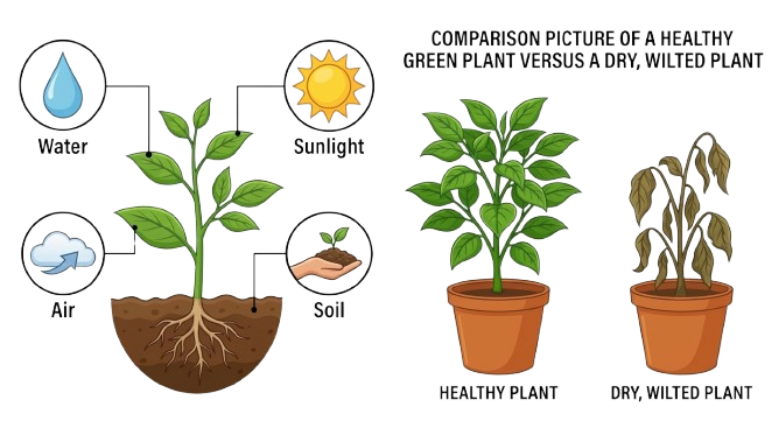 Water
Sunlight
Air
Soil
COMPARISON PICTURE OF A HEALTHY
GREEN PLANT VERSUS A DRY, WILTED PLANT
HEALTHY PLANT
DRY, WILTED PLANT